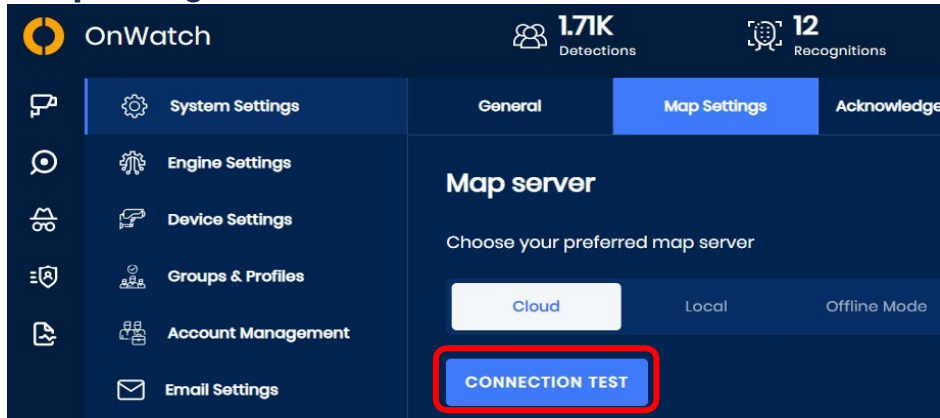 OnWatch
1.71K
Detections
12
Recognitions
System Settings
General
Map Settings
Acknowledge
Engine Settings
Map server
Device Settings
Choose your preferred map server
Groups & Profiles
Cloud
Local
Offline Mode
Account Management
CONNECTION TEST
Email Settings